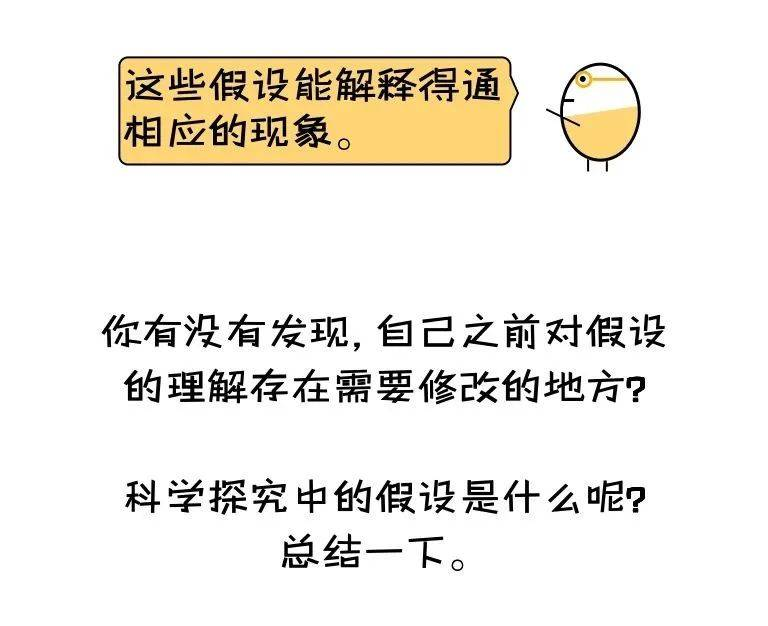 这些假设能解释得通
相应的现象。
你有没有发现，自己之前对假设
的理解存在需要修改的地方？
科学探究中的假设是什么呢？
总结一下。